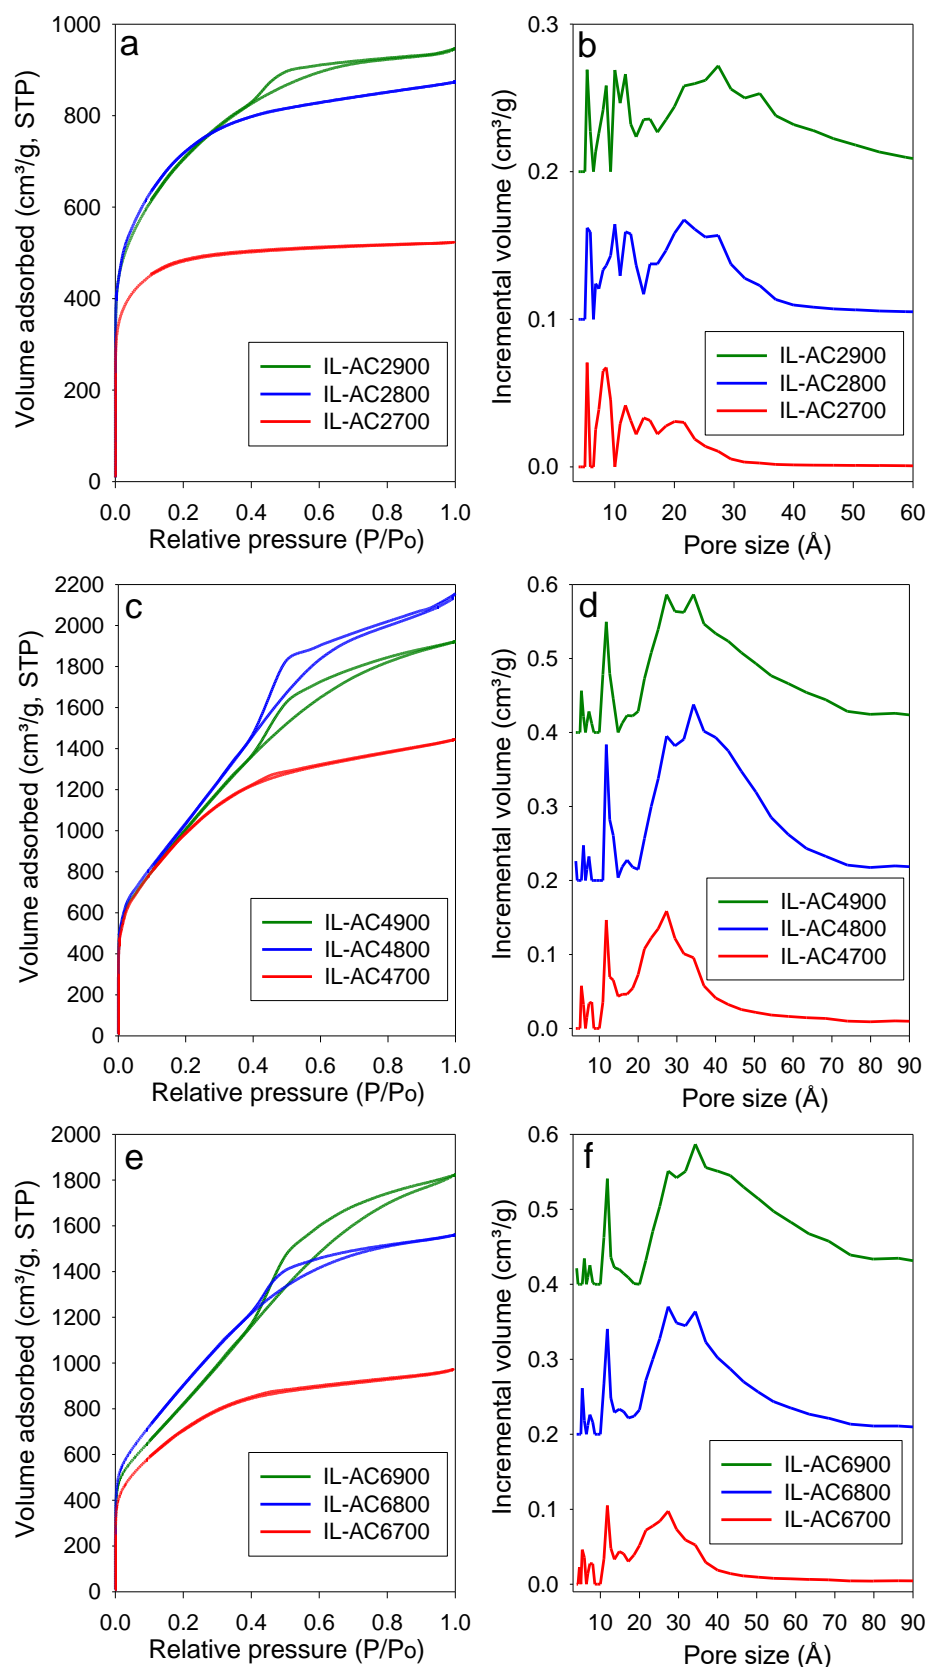 a
Volume adsorbed (cm³/g, STP)
1000
800
600
400
200
0
IL-AC2900
IL-AC2800
IL-AC2700
0.0 0.2 0.4 0.6 0.8 1.0
Relative pressure (P/Po)
b
Incremental volume (cm³/g)
0.3
0.2
0.1
0.0
IL-AC2900
IL-AC2800
IL-AC2700
10 20 30 40 50 60
Pore size (Å)
c
Volume adsorbed (cm³/g, STP)
2200
2000
1800
1600
1400
1200
1000
800
600
400
200
0
IL-AC4900
IL-AC4800
IL-AC4700
0.0 0.2 0.4 0.6 0.8 1.0
Relative pressure (P/Po)
d
Incremental volume (cm³/g)
0.6
0.5
0.4
0.3
0.2
0.1
0.0
IL-AC4900
IL-AC4800
IL-AC4700
10 20 30 40 50 60 70 80 90
Pore size (Å)
e
Volume adsorbed (cm³/g, STP)
2000
1800
1600
1400
1200
1000
800
600
400
200
0
IL-AC6900
IL-AC6800
IL-AC6700
0.0 0.2 0.4 0.6 0.8 1.0
Relative pressure (P/Po)
f
Incremental volume (cm³/g)
0.6
0.5
0.4
0.3
0.2
0.1
0.0
IL-AC6900
IL-AC6800
IL-AC6700
10 20 30 40 50 60 70 80 90
Pore size (Å)